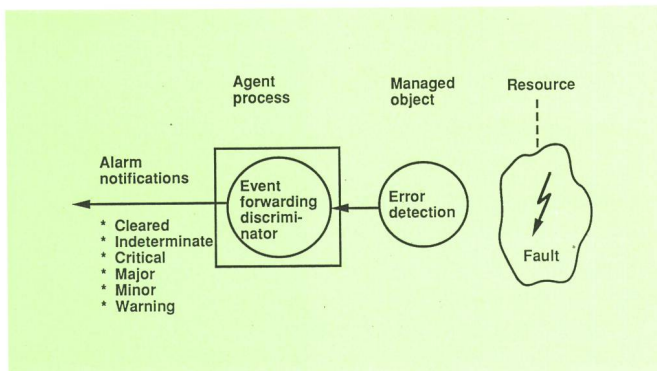 Agent
process
Managed
object
Resource
Alarm
notifications
* Cleared
* Indeterminate
* Critical
* Major
* Minor
* Warning
Event
forwarding
discrimi-
nator
Error
detection
Fault